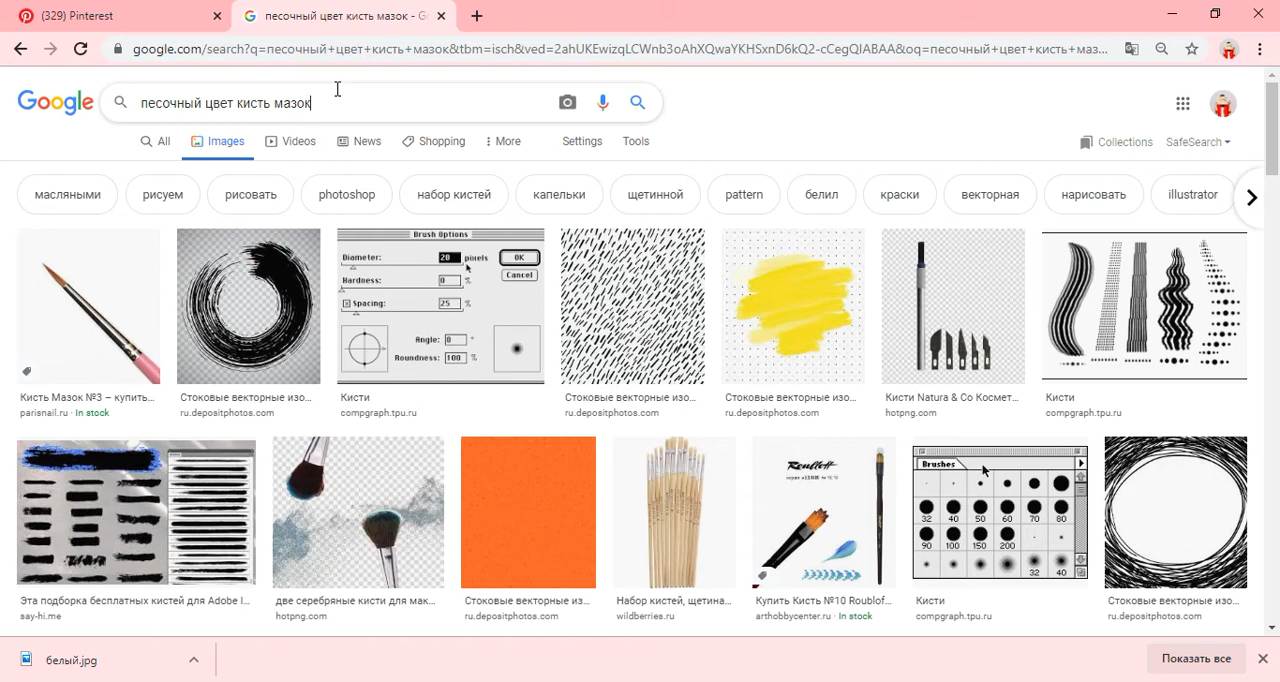 (329) Pinterest
песочный цвет кисть мазок - Go
google.com/search?q=песочный+цвет+кисть+мазок&tbm=isch&ved=2ahUKEwizqLCWnb3oAhXQwaYKHSxnD6kQ2-cCegQIABAA&oq=песочный+цвет+кисть+маз...
Google
песочный цвет кисть мазок
All Images Videos News Shopping More Settings Tools Collections SafeSearch
масляными рисуем рисовать photoshop набор кистей капельки щетинной pattern белил краски векторная нарисовать illustrator
Brush Options
Diameter: 20 pixels OK
Cancel
Hardness: 0 %
Spacing: 25 %
Angle: 0 °
Roundness: 100 %
Кисть Мазок №3 – купить...
parisnail.ru · In stock
Стоковые векторные изо...
ru.depositphotos.com
Кисти
compgraph.tpu.ru
Стоковые векторные изо...
ru.depositphotos.com
Стоковые векторные изо...
ru.depositphotos.com
Кисти Natura & Co Космет...
hotpng.com
Кисти
compgraph.tpu.ru
Roubloff
Brushes
32 40 50 60 70 80
90 100 150 200
32 40
Эта подборка бесплатных кистей для Adobe I...
say-hi.me
две серебряные кисти для мак...
hotpng.com
Стоковые векторные из...
ru.depositphotos.com
Набор кистей, щетина...
wildberries.ru
Купить Кисть №10 Roublof...
arthobbycenter.ru · In stock
Кисти
compgraph.tpu.ru
Стоковые векторные изо...
ru.depositphotos.com
белый.jpg
Показать все